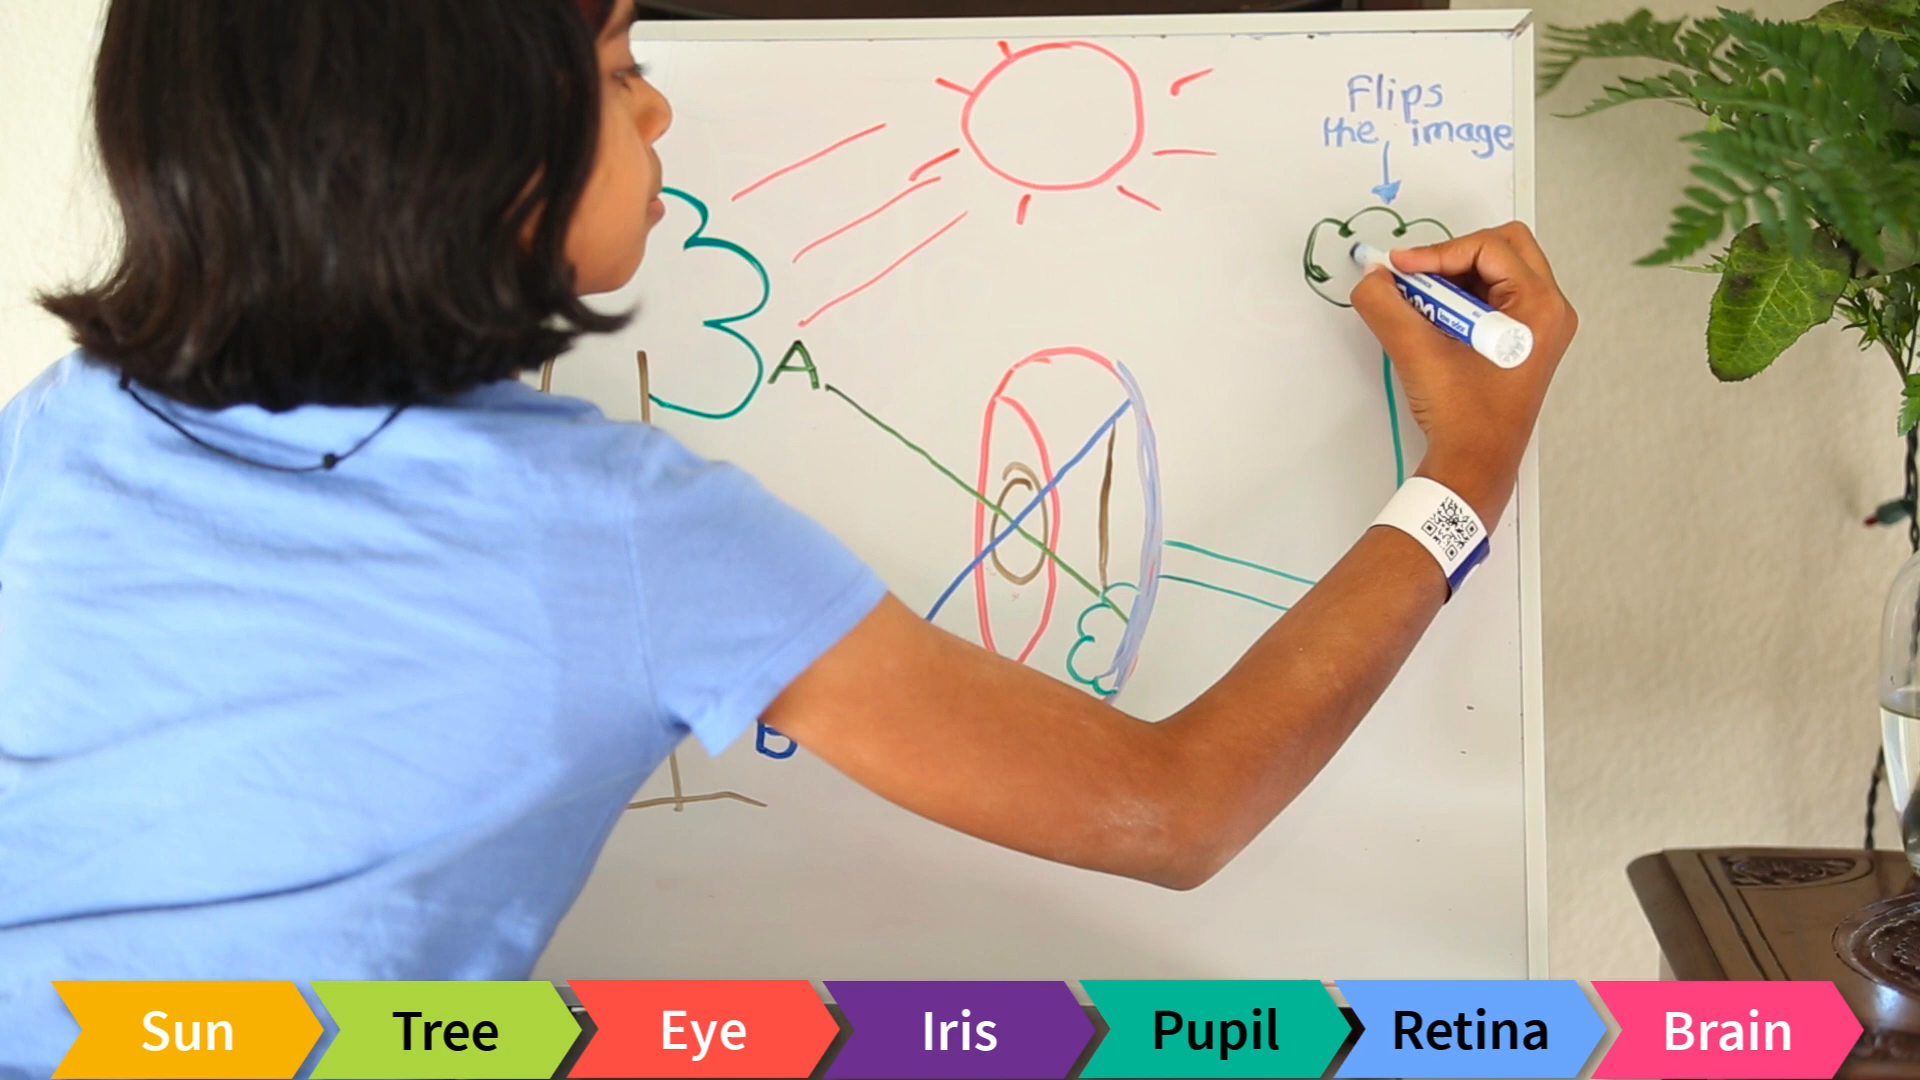 Flips
the image
A
B
Sun
Tree
Eye
Iris
Pupil
Retina
Brain